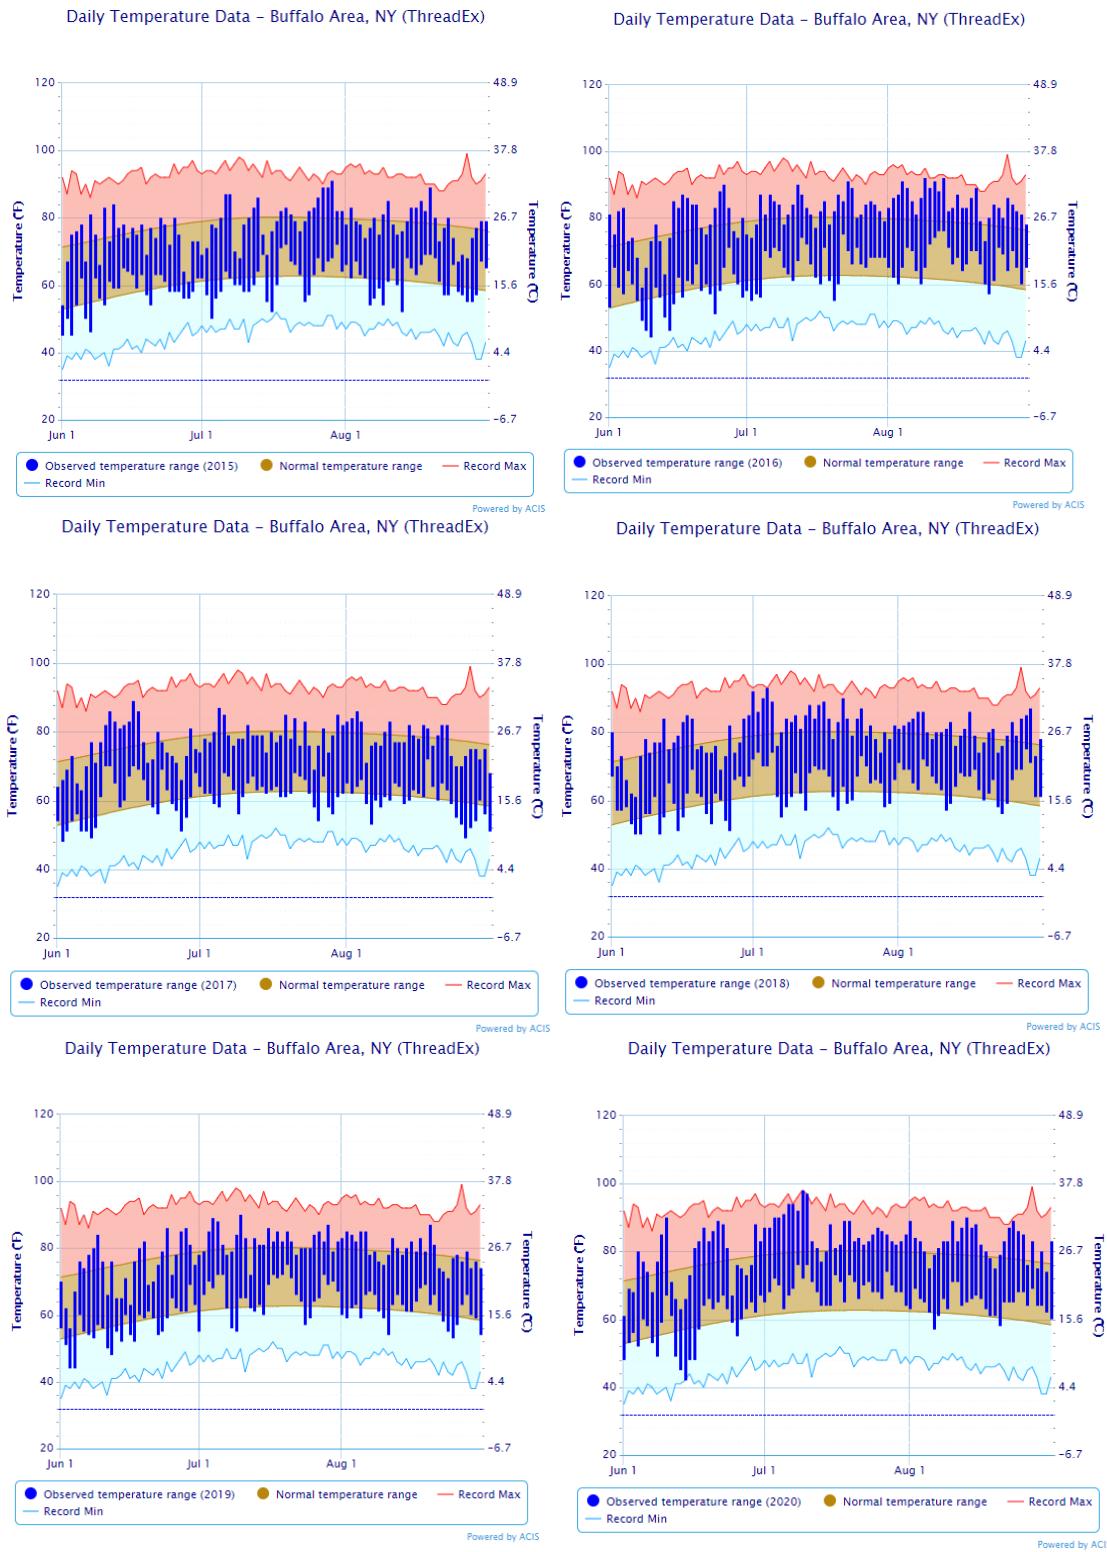 Daily Temperature Data – Buffalo Area, NY (ThreadEx)
120
100
80
60
40
20
48.9
37.8
26.7
15.6
4.4
−6.7
Temperature (°F)
Temperature (°C)
Jun 1
Jul 1
Aug 1
Observed temperature range (2015)
Normal temperature range
Record Max
Record Min
Powered by ACIS
Daily Temperature Data – Buffalo Area, NY (ThreadEx)
120
100
80
60
40
20
48.9
37.8
26.7
15.6
4.4
−6.7
Temperature (°F)
Temperature (°C)
Jun 1
Jul 1
Aug 1
Observed temperature range (2016)
Normal temperature range
Record Max
Record Min
Powered by ACIS
Daily Temperature Data – Buffalo Area, NY (ThreadEx)
120
100
80
60
40
20
48.9
37.8
26.7
15.6
4.4
−6.7
Temperature (°F)
Temperature (°C)
Jun 1
Jul 1
Aug 1
Observed temperature range (2017)
Normal temperature range
Record Max
Record Min
Powered by ACIS
Daily Temperature Data – Buffalo Area, NY (ThreadEx)
120
100
80
60
40
20
48.9
37.8
26.7
15.6
4.4
−6.7
Temperature (°F)
Temperature (°C)
Jun 1
Jul 1
Aug 1
Observed temperature range (2018)
Normal temperature range
Record Max
Record Min
Powered by ACIS
Daily Temperature Data – Buffalo Area, NY (ThreadEx)
120
100
80
60
40
20
48.9
37.8
26.7
15.6
4.4
−6.7
Temperature (°F)
Temperature (°C)
Jun 1
Jul 1
Aug 1
Observed temperature range (2019)
Normal temperature range
Record Max
Record Min
Powered by ACIS
Daily Temperature Data – Buffalo Area, NY (ThreadEx)
120
100
80
60
40
20
48.9
37.8
26.7
15.6
4.4
−6.7
Temperature (°F)
Temperature (°C)
Jun 1
Jul 1
Aug 1
Observed temperature range (2020)
Normal temperature range
Record Max
Record Min
Powered by ACI